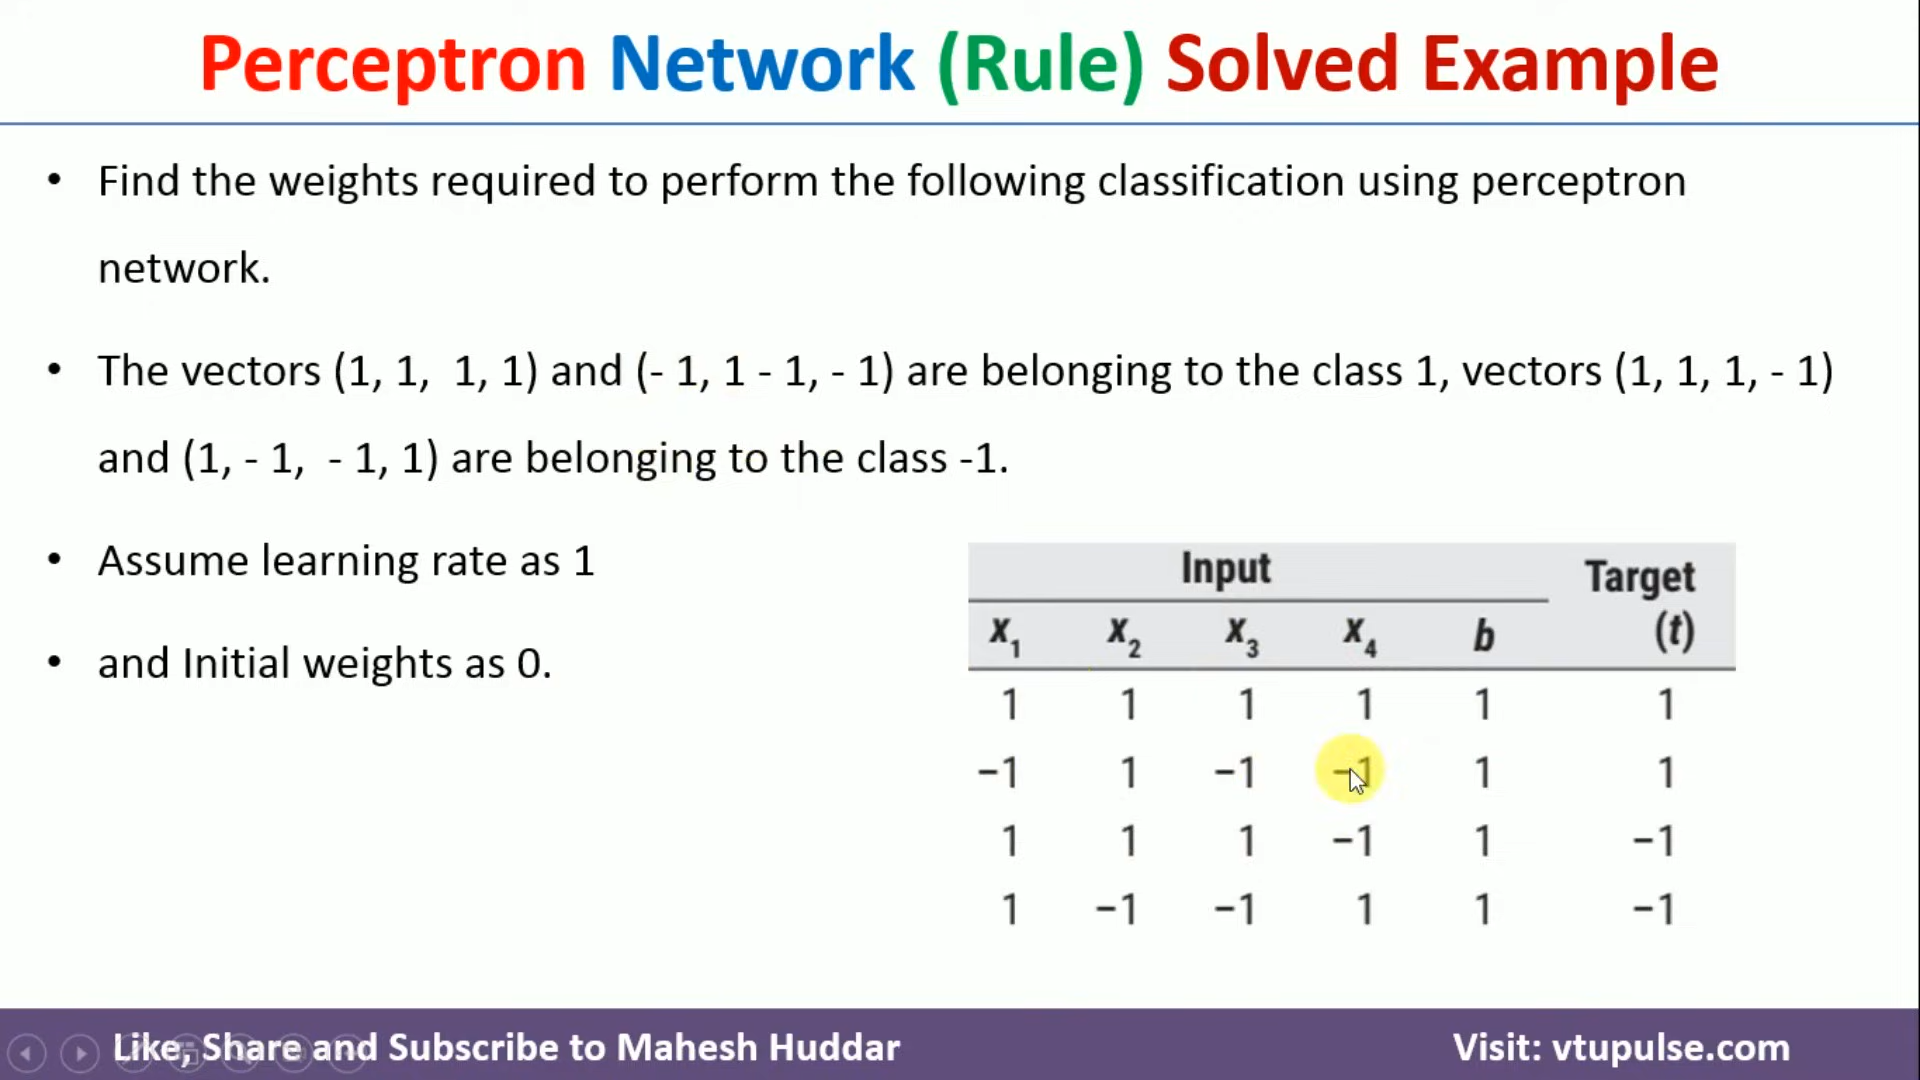 Perceptron Network (Rule) Solved Example
• Find the weights required to perform the following classification using perceptron
network.
• The vectors (1, 1,  1, 1) and (- 1, 1 - 1, - 1) are belonging to the class 1, vectors (1, 1, 1, - 1)
and (1, - 1,  - 1, 1) are belonging to the class -1.
• Assume learning rate as 1
• and Initial weights as 0.
Input Target
x1 x2 x3 x4 b (t)
1 1 1 1 1 1
−1 1 −1 −1 1 1
1 1 1 −1 1 −1
1 −1 −1 1 1 −1
Like, Share and Subscribe to Mahesh Huddar Visit: vtupulse.com